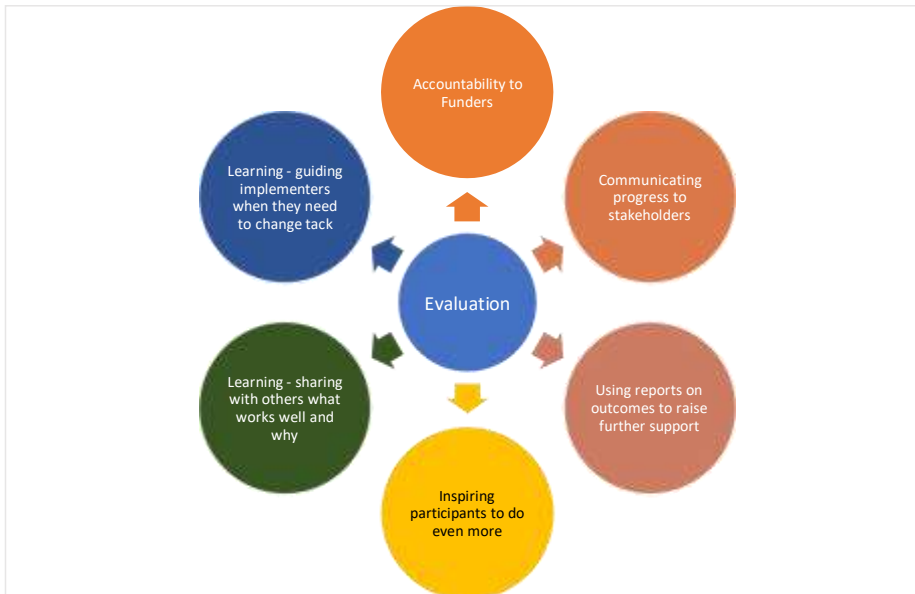 Accountability to
Funders
Communicating
progress to
stakeholders
Using reports on
outcomes to raise
further support
Inspiring
participants to do
even more
Learning - sharing
with others what
works well and
why
Learning - guiding
implementers
when they need
to change tack
Evaluation